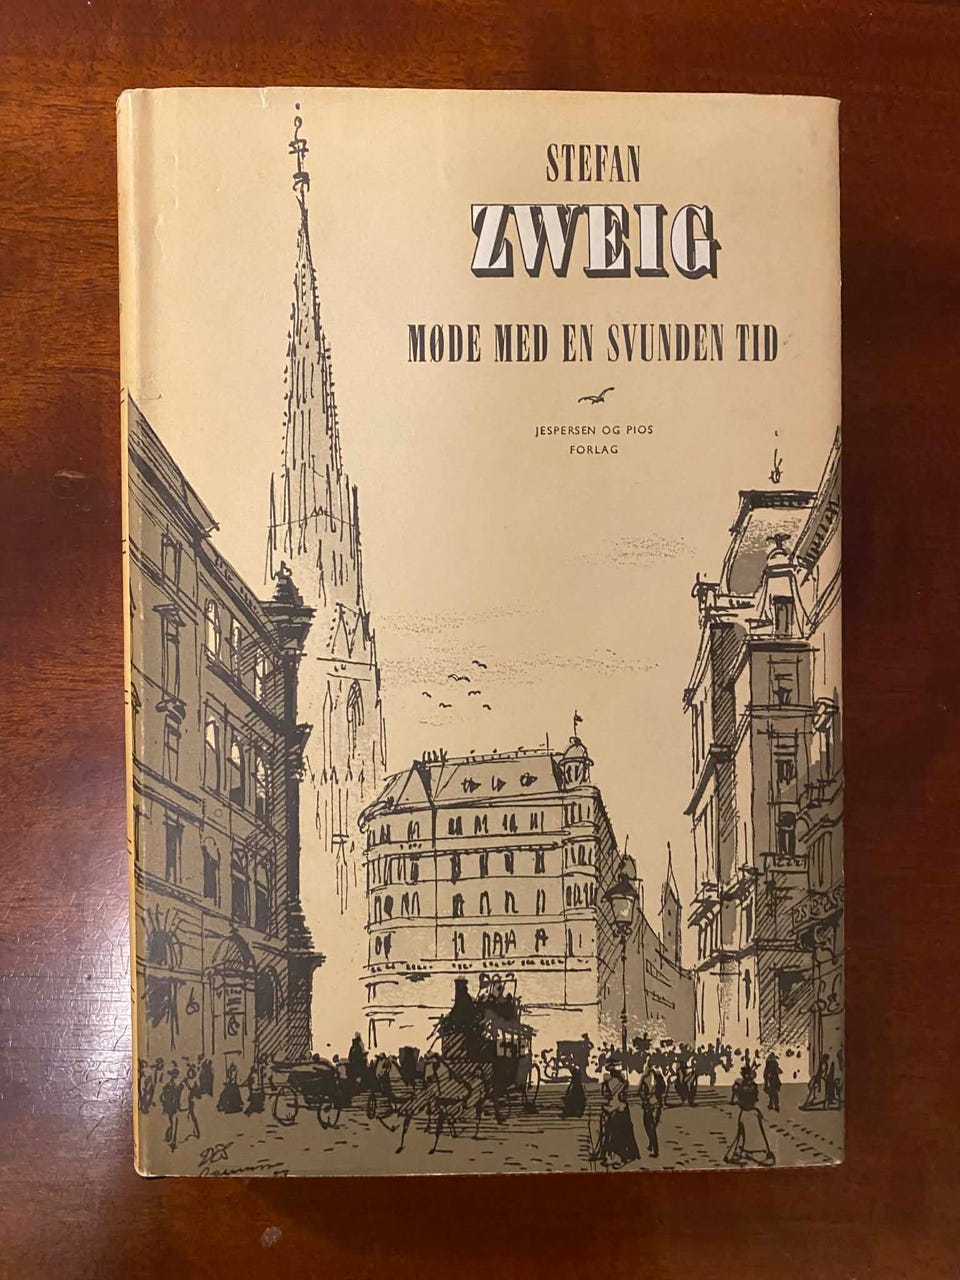 STEFAN
ZWEIG
MØDE MED EN SVUNDEN TID
JESPERSEN OG PIOS
FORLAG